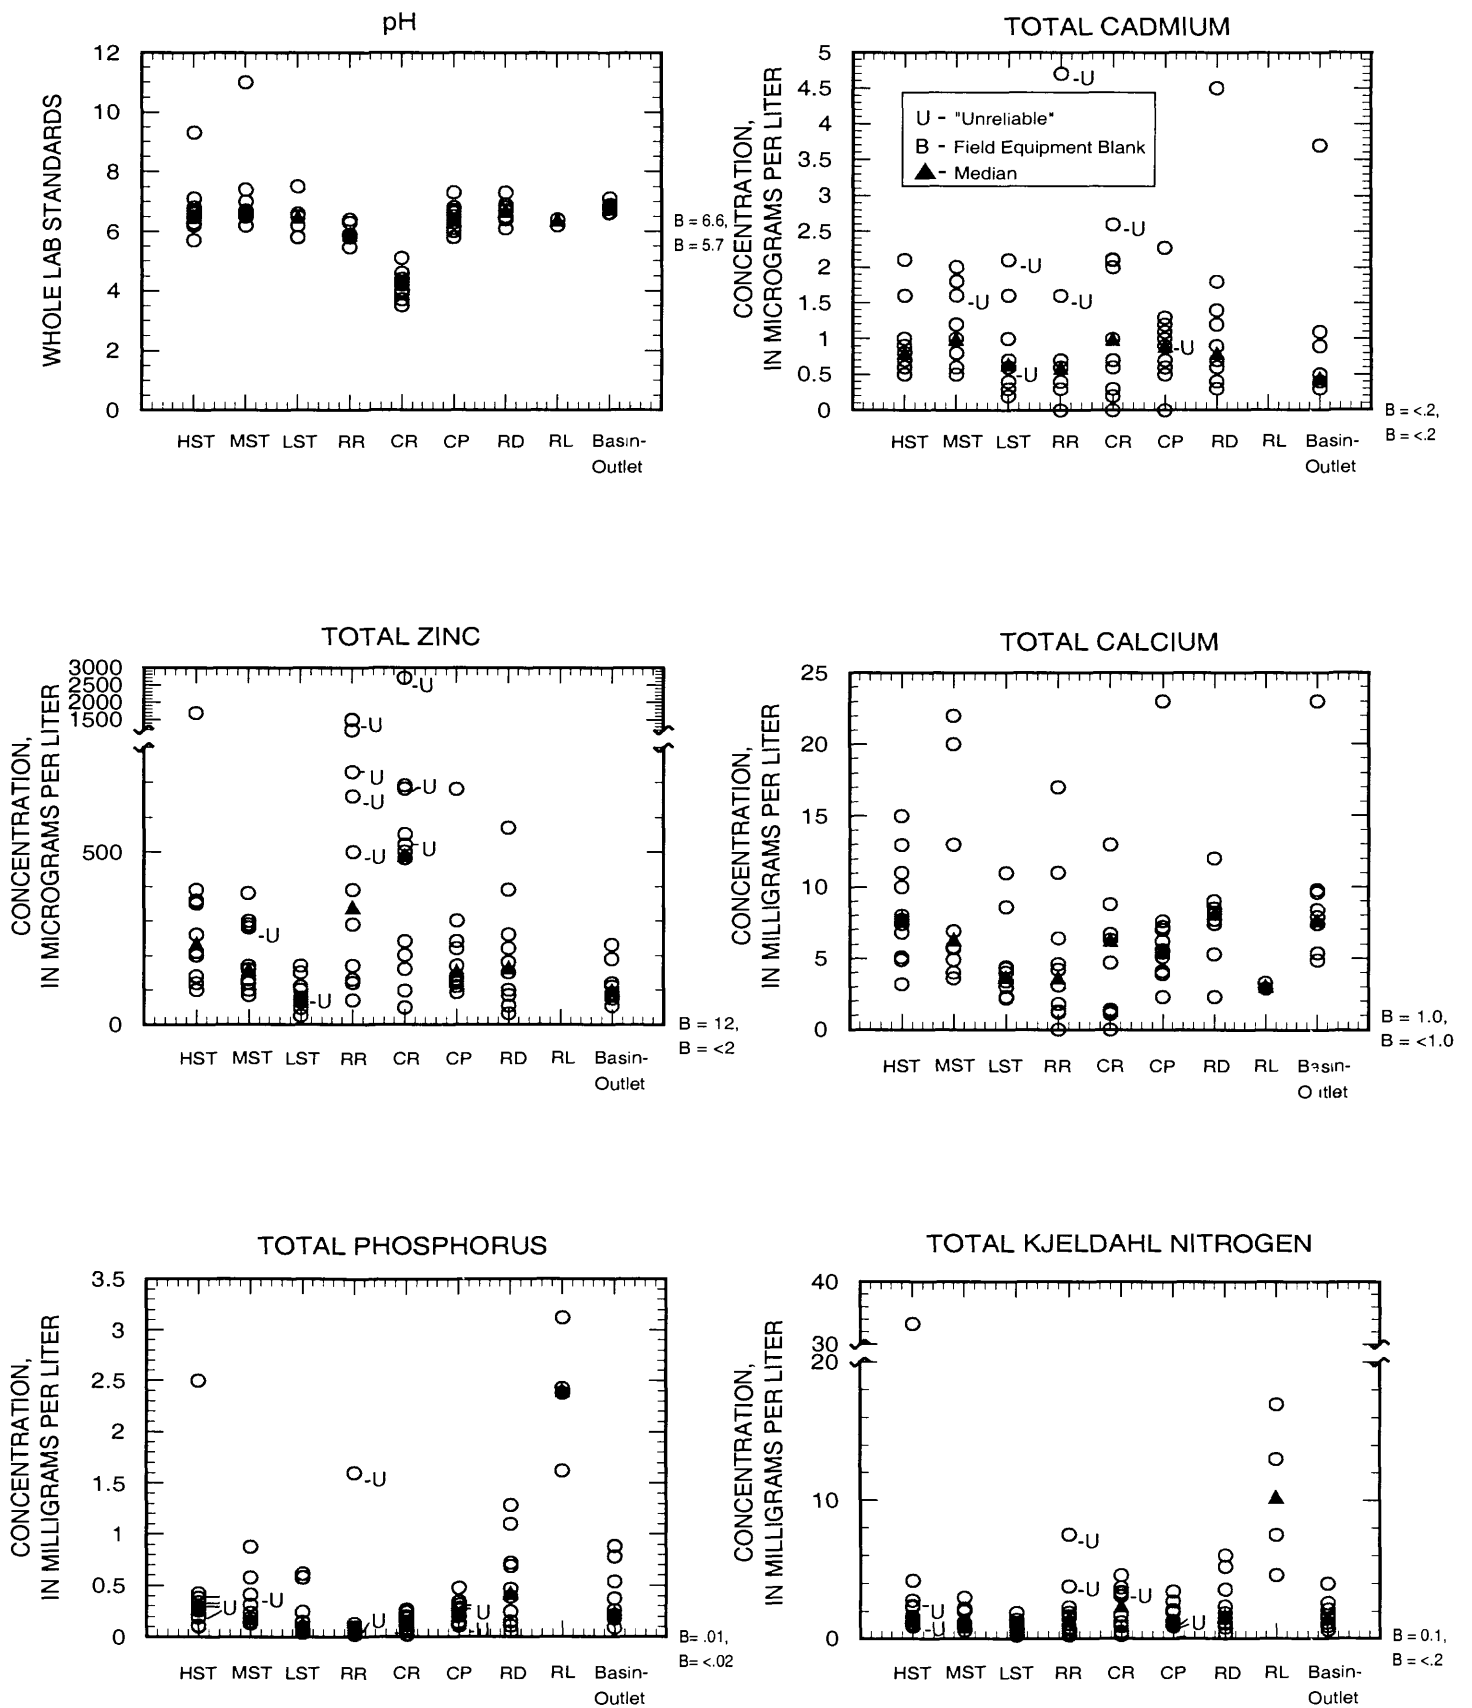 pH
WHOLE LAB STANDARDS
12
10
8
6
4
2
0
HST MST LST RR CR CP RD RL Basin-
Outlet
B = 6.6,
B = 5.7
TOTAL CADMIUM
CONCENTRATION,
IN MICROGRAMS PER LITER
5
4.5
4
3.5
3
2.5
2
1.5
1
0.5
0
U - "Unreliable"
B - Field Equipment Blank
▲ - Median
-U
-U
-U
-U
-U
-U
-U
HST MST LST RR CR CP RD RL Basin-
Outlet
B = <.2,
B = <.2
TOTAL ZINC
CONCENTRATION,
IN MICROGRAMS PER LITER
3000
2500
2000
1500
500
0
-U
-U
-U
-U
-U
-U
-U
-U
-U
HST MST LST RR CR CP RD RL Basin-
Outlet
B = 12,
B = <2
TOTAL CALCIUM
CONCENTRATION,
IN MILLIGRAMS PER LITER
25
20
15
10
5
0
HST MST LST RR CR CP RD RL Basin-
Outlet
B = 1.0,
B = <1.0
TOTAL PHOSPHORUS
CONCENTRATION,
IN MILLIGRAMS PER LITER
3.5
3
2.5
2
1.5
1
0.5
0
-U
-U
U
U
U
-U
HST MST LST RR CR CP RD RL Basin-
Outlet
B= .01,
B= <.02
TOTAL KJELDAHL NITROGEN
CONCENTRATION,
IN MILLIGRAMS PER LITER
40
30
20
10
0
-U
-U
-U
-U
-U
U
HST MST LST RR CR CP RD RL Basin-
Outlet
B = 0.1,
B = <.2